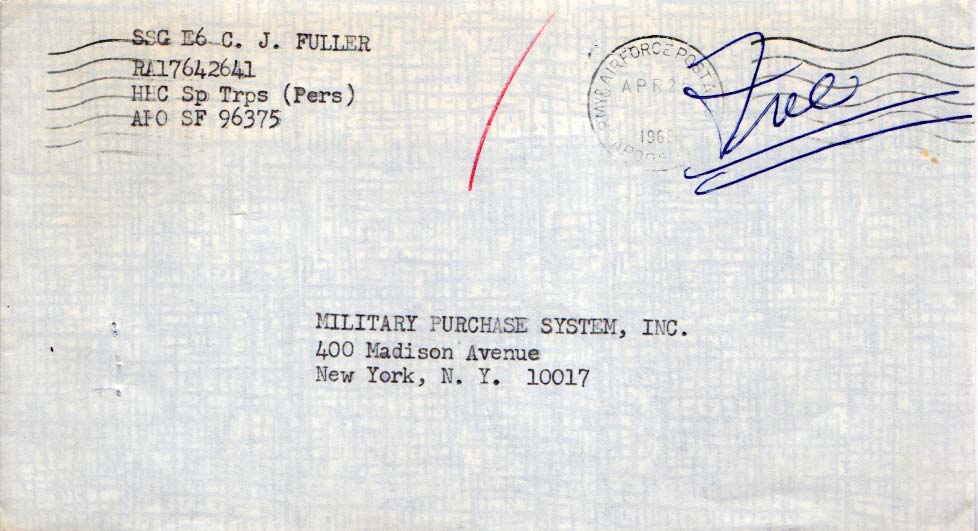 SSG E6 C. J. FULLER
RA17642641
HHC Sp Trps (Pers)
APO SF 96375
ARMY & AIR FORCE POSTAL
APR
196
APO
Free
MILITARY PURCHASE SYSTEM, INC.
400 Madison Avenue
New York, N. Y. 10017